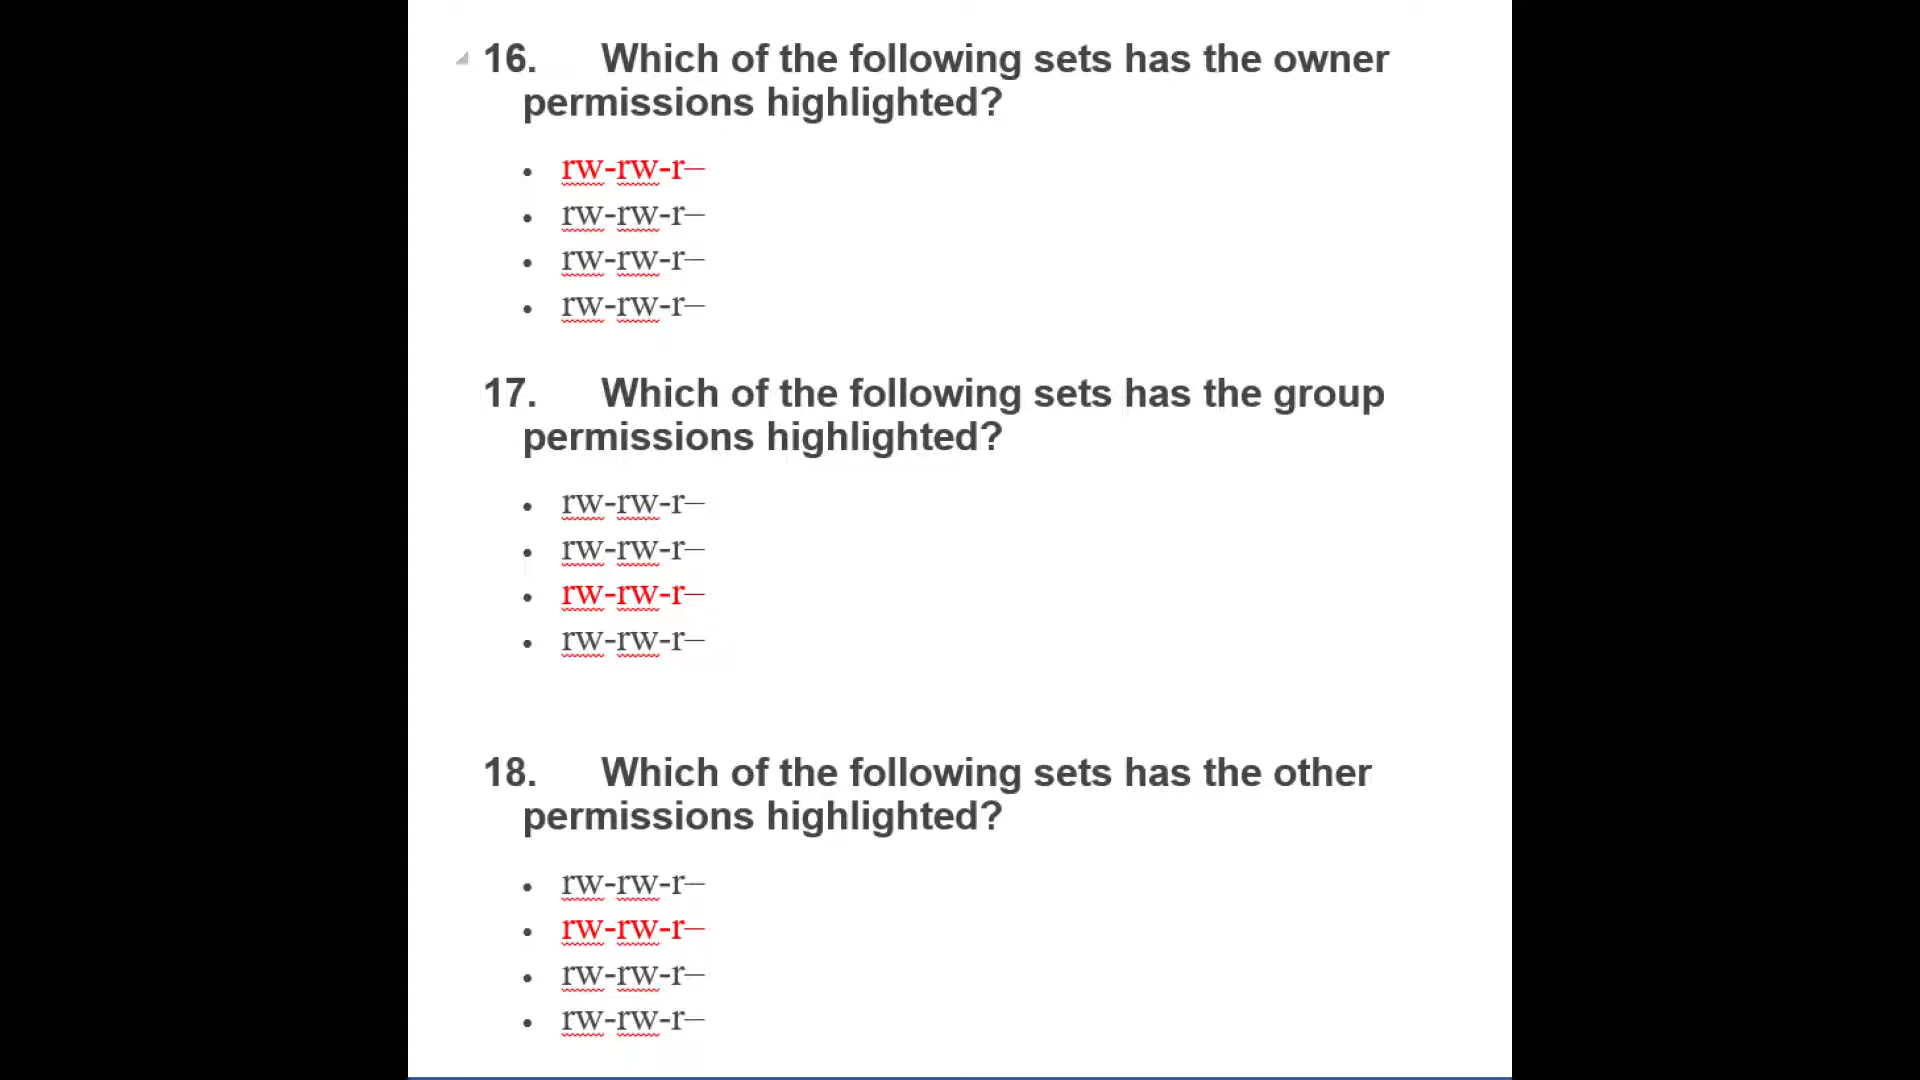 16. Which of the following sets has the owner
permissions highlighted?
• rw-rw-r–
• rw-rw-r–
• rw-rw-r–
• rw-rw-r–
17. Which of the following sets has the group
permissions highlighted?
• rw-rw-r–
• rw-rw-r–
• rw-rw-r–
• rw-rw-r–
18. Which of the following sets has the other
permissions highlighted?
• rw-rw-r–
• rw-rw-r–
• rw-rw-r–
• rw-rw-r–